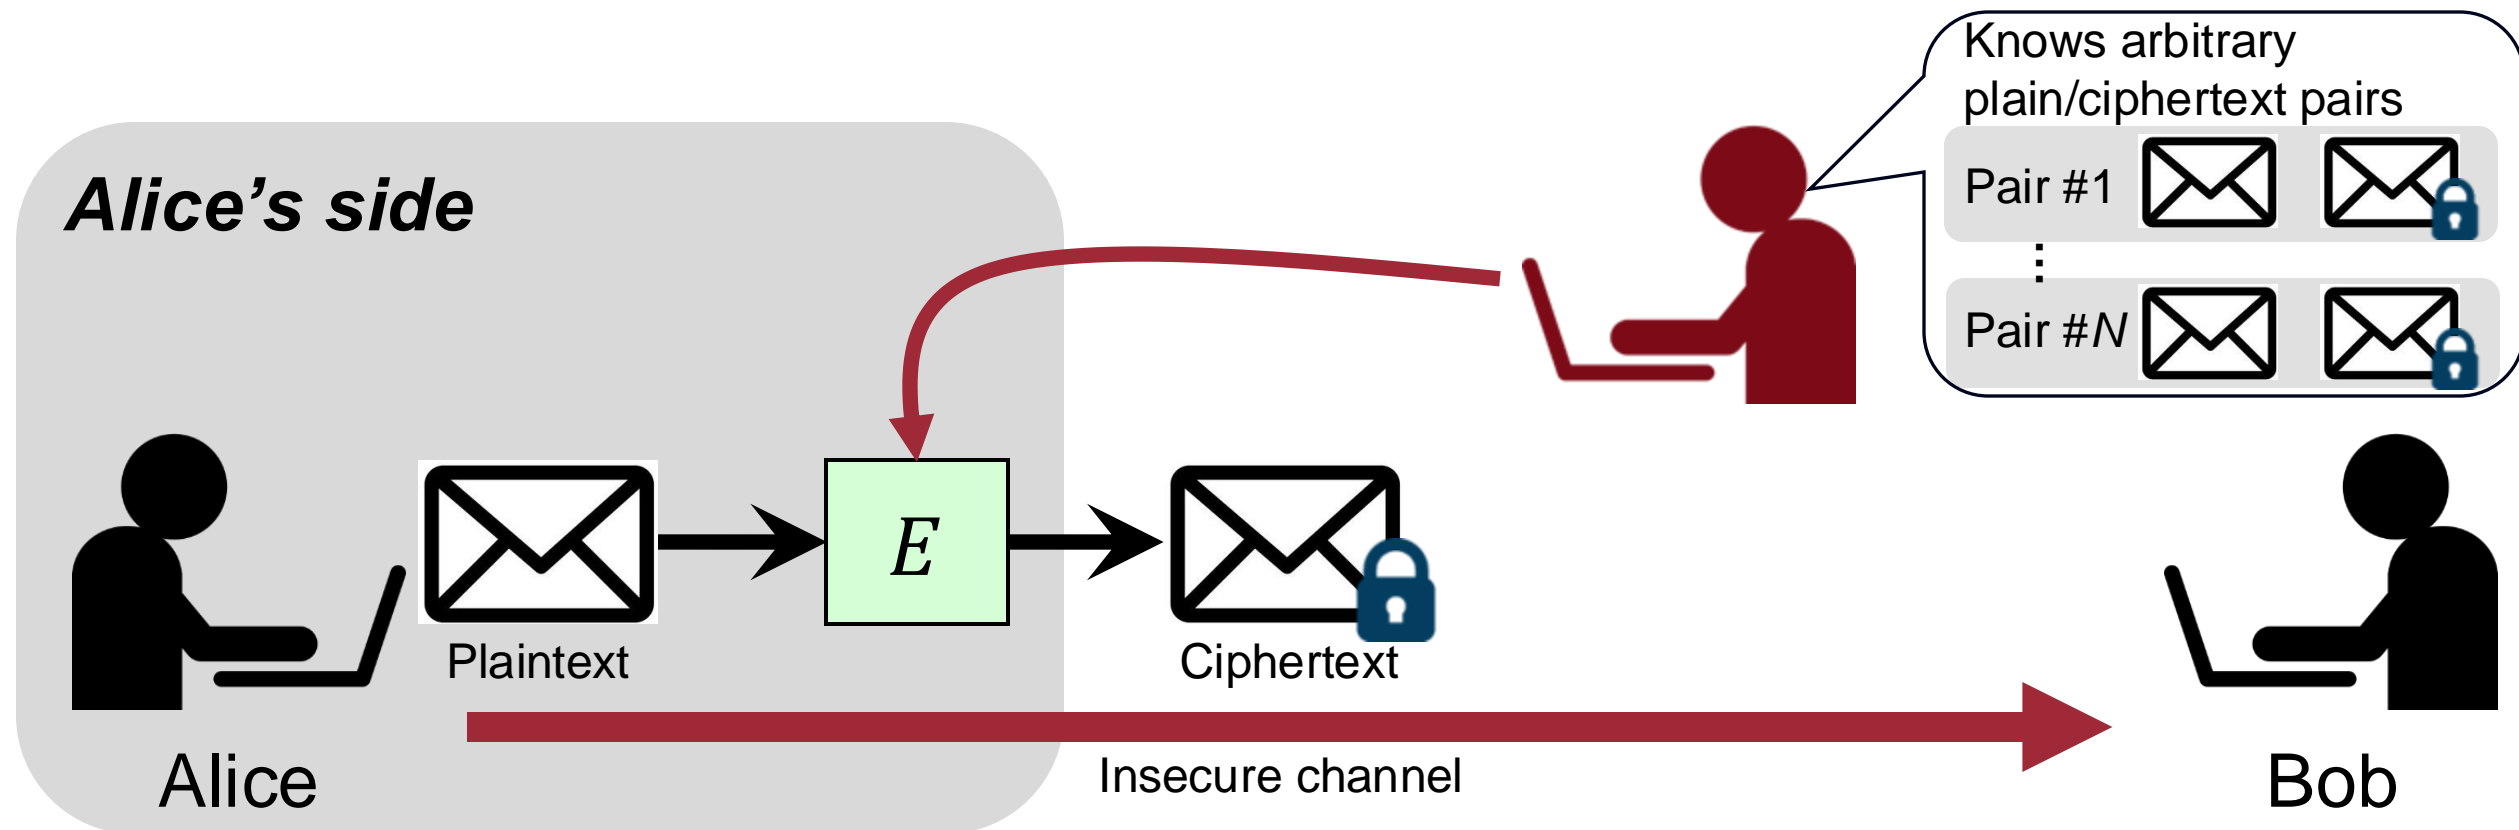 Knows arbitrary
plain/ciphertext pairs
Pair #1
⋮
Pair #N
Alice’s side
E
Plaintext
Ciphertext
Insecure channel
Alice
Bob